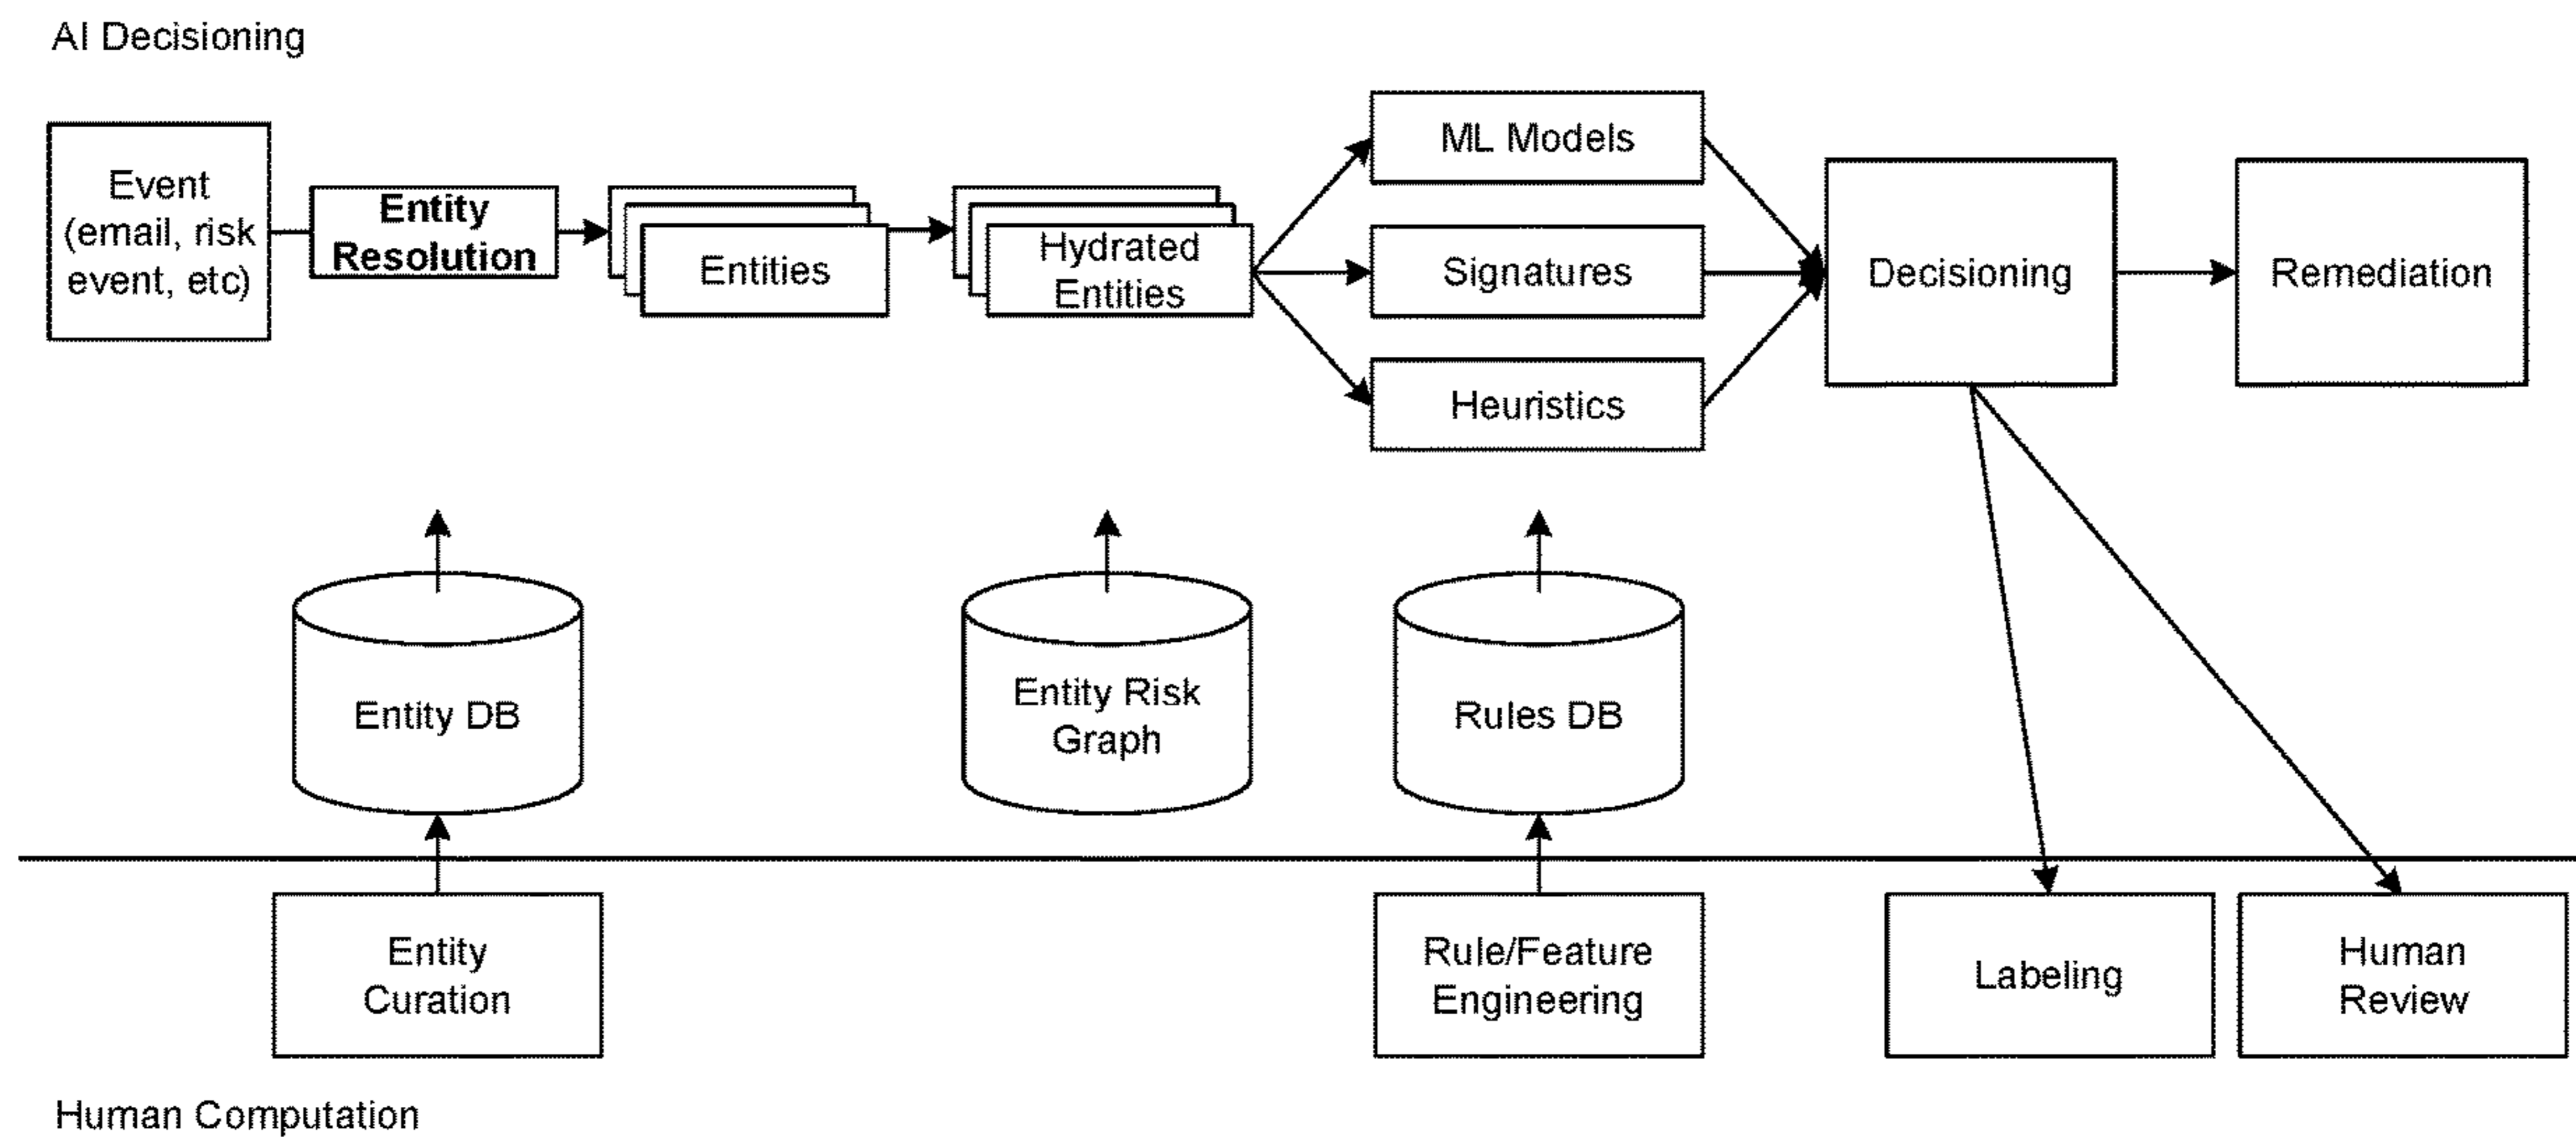 AI Decisioning
Event
(email, risk
event, etc)
Entity
Resolution
Entities
Hydrated
Entities
ML Models
Signatures
Heuristics
Decisioning
Remediation
Entity DB
Entity Risk
Graph
Rules DB
Entity
Curation
Rule/Feature
Engineering
Labeling
Human
Review
Human Computation